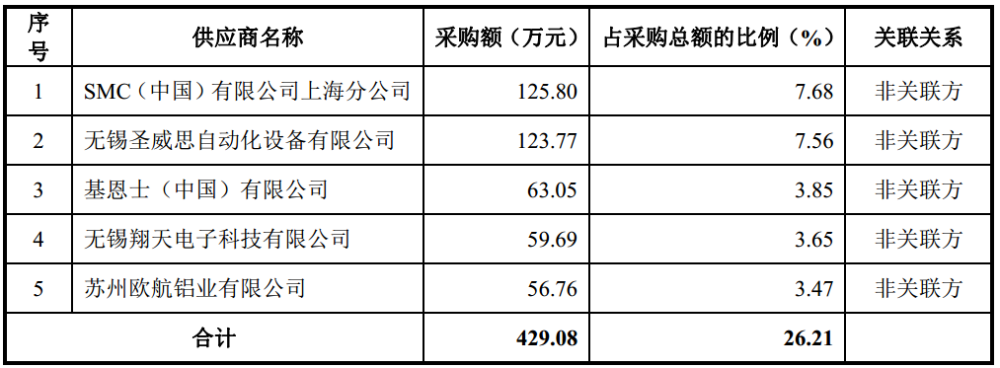 序号 供应商名称 采购额（万元） 占采购总额的比例（%） 关联关系
1 SMC（中国）有限公司上海分公司 125.80 7.68 非关联方
2 无锡圣威思自动化设备有限公司 123.77 7.56 非关联方
3 基恩士（中国）有限公司 63.05 3.85 非关联方
4 无锡翔天电子科技有限公司 59.69 3.65 非关联方
5 苏州欧航铝业有限公司 56.76 3.47 非关联方
合计 429.08 26.21